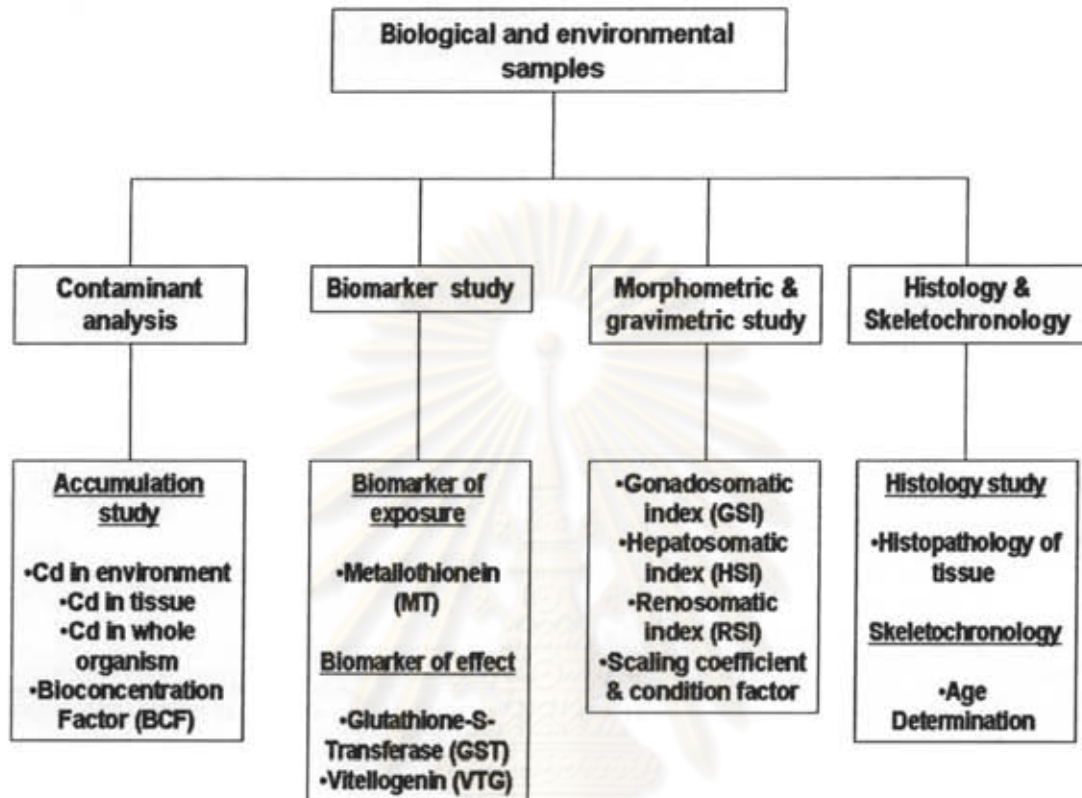 Biological and environmental
samples
Contaminant
analysis
Biomarker study
Morphometric &
gravimetric study
Histology &
Skeletochronology
Accumulation
study
•Cd in environment
•Cd in tissue
•Cd in whole
organism
•Bioconcentration
Factor (BCF)
Biomarker of
exposure
•Metallothionein
(MT)
Biomarker of effect
•Glutathione-S-
Transferase (GST)
•Vitellogenin (VTG)
•Gonadosomatic
index (GSI)
•Hepatosomatic
index (HSI)
•Renosomatic
index (RSI)
•Scaling coefficient
& condition factor
Histology study
•Histopathology of
tissue
Skeletochronology
•Age
Determination